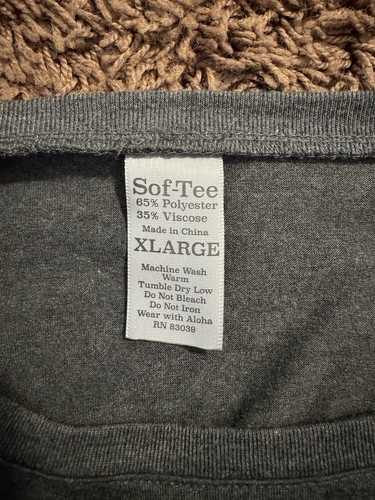 Sof-Tee
65% Polyester
35% Viscose
Made in China
XLARGE
Machine Wash
Warm
Tumble Dry Low
Do Not Bleach
Do Not Iron
Wear with Aloha
RN 83039